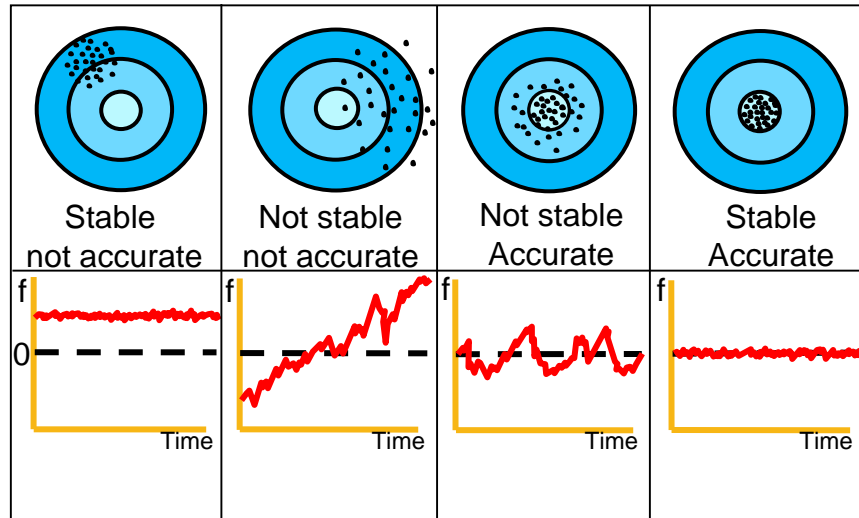 Stable
not accurate
Not stable
not accurate
Not stable
Accurate
Stable
Accurate
f
0
Time
f
Time
f
Time
f
Time